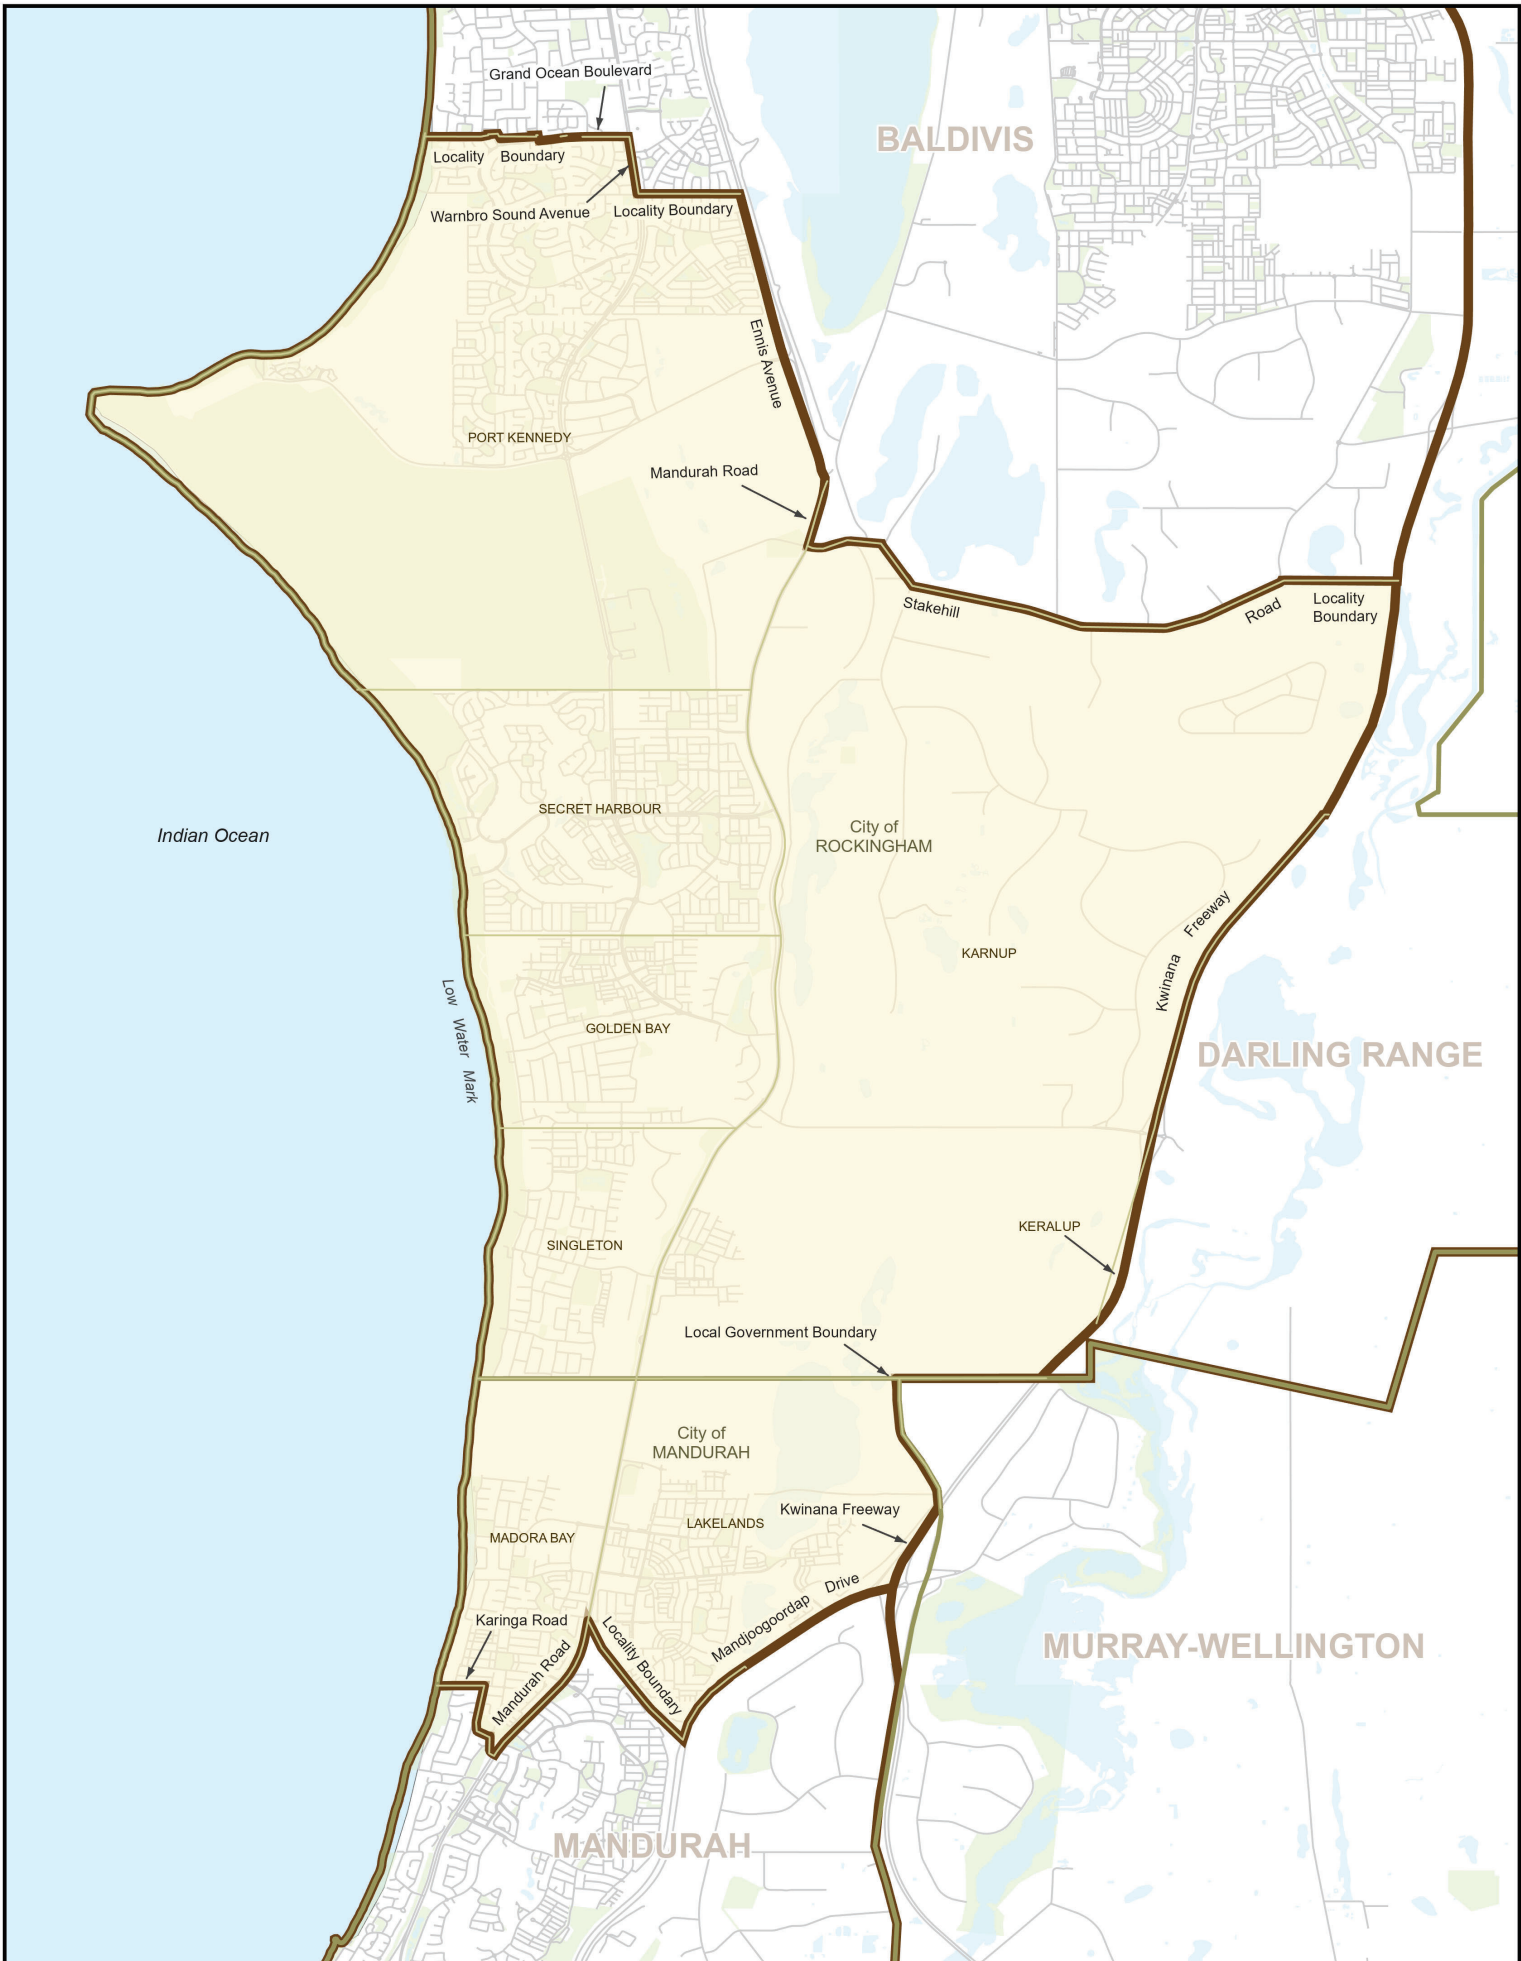 Grand Ocean Boulevard
BALDIVIS
Locality Boundary
Warnbro Sound Avenue
Locality Boundary
Ennis Avenue
PORT KENNEDY
Mandurah Road
Stakehill
Road
Locality
Boundary
SECRET HARBOUR
Indian Ocean
City of
ROCKINGHAM
Kwinana Freeway
KARNUP
Low Water Mark
GOLDEN BAY
DARLING RANGE
KERALUP
SINGLETON
Local Government Boundary
City of
MANDURAH
Kwinana Freeway
LAKELANDS
MADORA BAY
Mandjoogoordap Drive
Karinga Road
Mandurah Road
Locality Boundary
MURRAY-WELLINGTON
MANDURAH